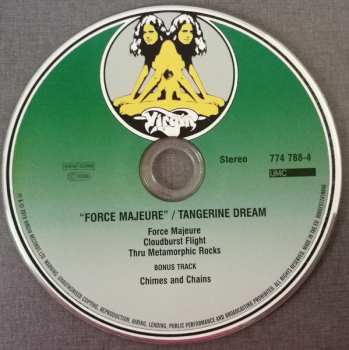 Virgin
Stereo
774 788-4
UMC
"FORCE MAJEURE" / TANGERINE DREAM
Force Majeure
Cloudburst Flight
Thru Metamorphic Rocks
BONUS TRACK
Chimes and Chains